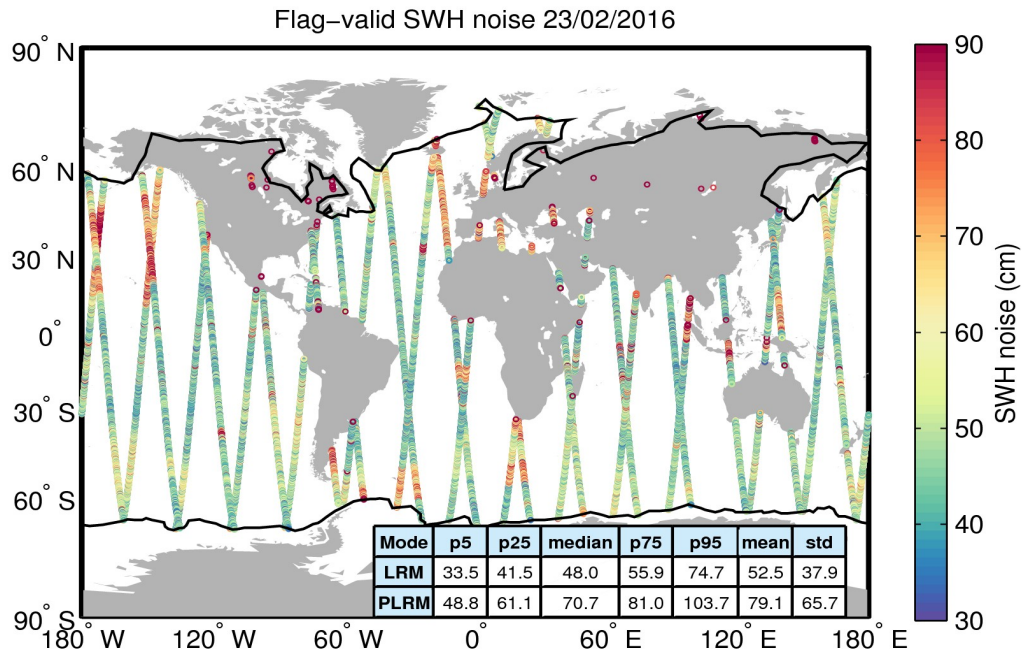 Flag-valid SWH noise 23/02/2016
90° N
60° N
30° N
0°
30° S
60° S
90° S
180° W
120° W
60° W
0°
60° E
120° E
180° E
Mode p5 p25 median p75 p95 mean std
LRM 33.5 41.5 48.0 55.9 74.7 52.5 37.9
PLRM 48.8 61.1 70.7 81.0 103.7 79.1 65.7
90
80
70
60
50
40
30
SWH noise (cm)